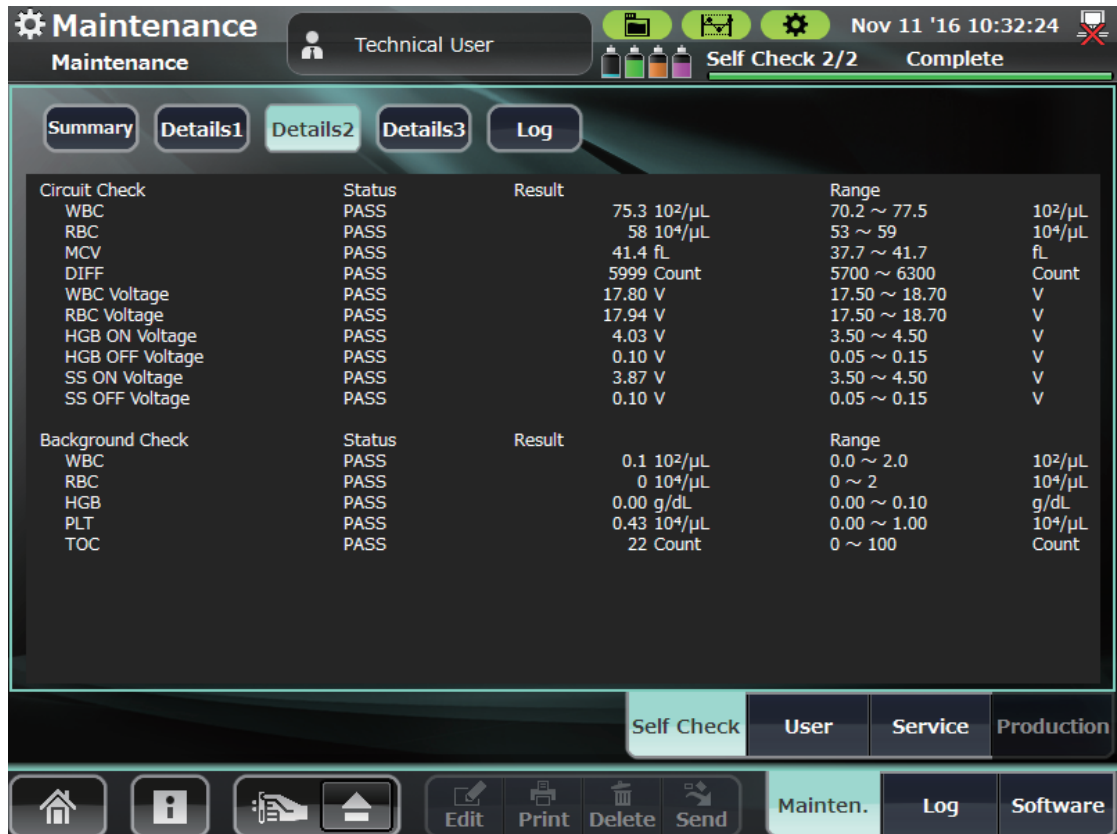 Maintenance
Maintenance
Technical User
Nov 11 '16 10:32:24
Self Check 2/2 Complete
Summary Details1 Details2 Details3 Log
Circuit Check Status Result Range
WBC PASS 75.3 10²/µL 70.2 ~ 77.5 10²/µL
RBC PASS 58 10⁴/µL 53 ~ 59 10⁴/µL
MCV PASS 41.4 fL 37.7 ~ 41.7 fL
DIFF PASS 5999 Count 5700 ~ 6300 Count
WBC Voltage PASS 17.80 V 17.50 ~ 18.70 V
RBC Voltage PASS 17.94 V 17.50 ~ 18.70 V
HGB ON Voltage PASS 4.03 V 3.50 ~ 4.50 V
HGB OFF Voltage PASS 0.10 V 0.05 ~ 0.15 V
SS ON Voltage PASS 3.87 V 3.50 ~ 4.50 V
SS OFF Voltage PASS 0.10 V 0.05 ~ 0.15 V
Background Check Status Result Range
WBC PASS 0.1 10²/µL 0.0 ~ 2.0 10²/µL
RBC PASS 0 10⁴/µL 0 ~ 2 10⁴/µL
HGB PASS 0.00 g/dL 0.00 ~ 0.10 g/dL
PLT PASS 0.43 10⁴/µL 0.00 ~ 1.00 10⁴/µL
TOC PASS 22 Count 0 ~ 100 Count
Self Check User Service Production
Edit Print Delete Send Mainten. Log Software